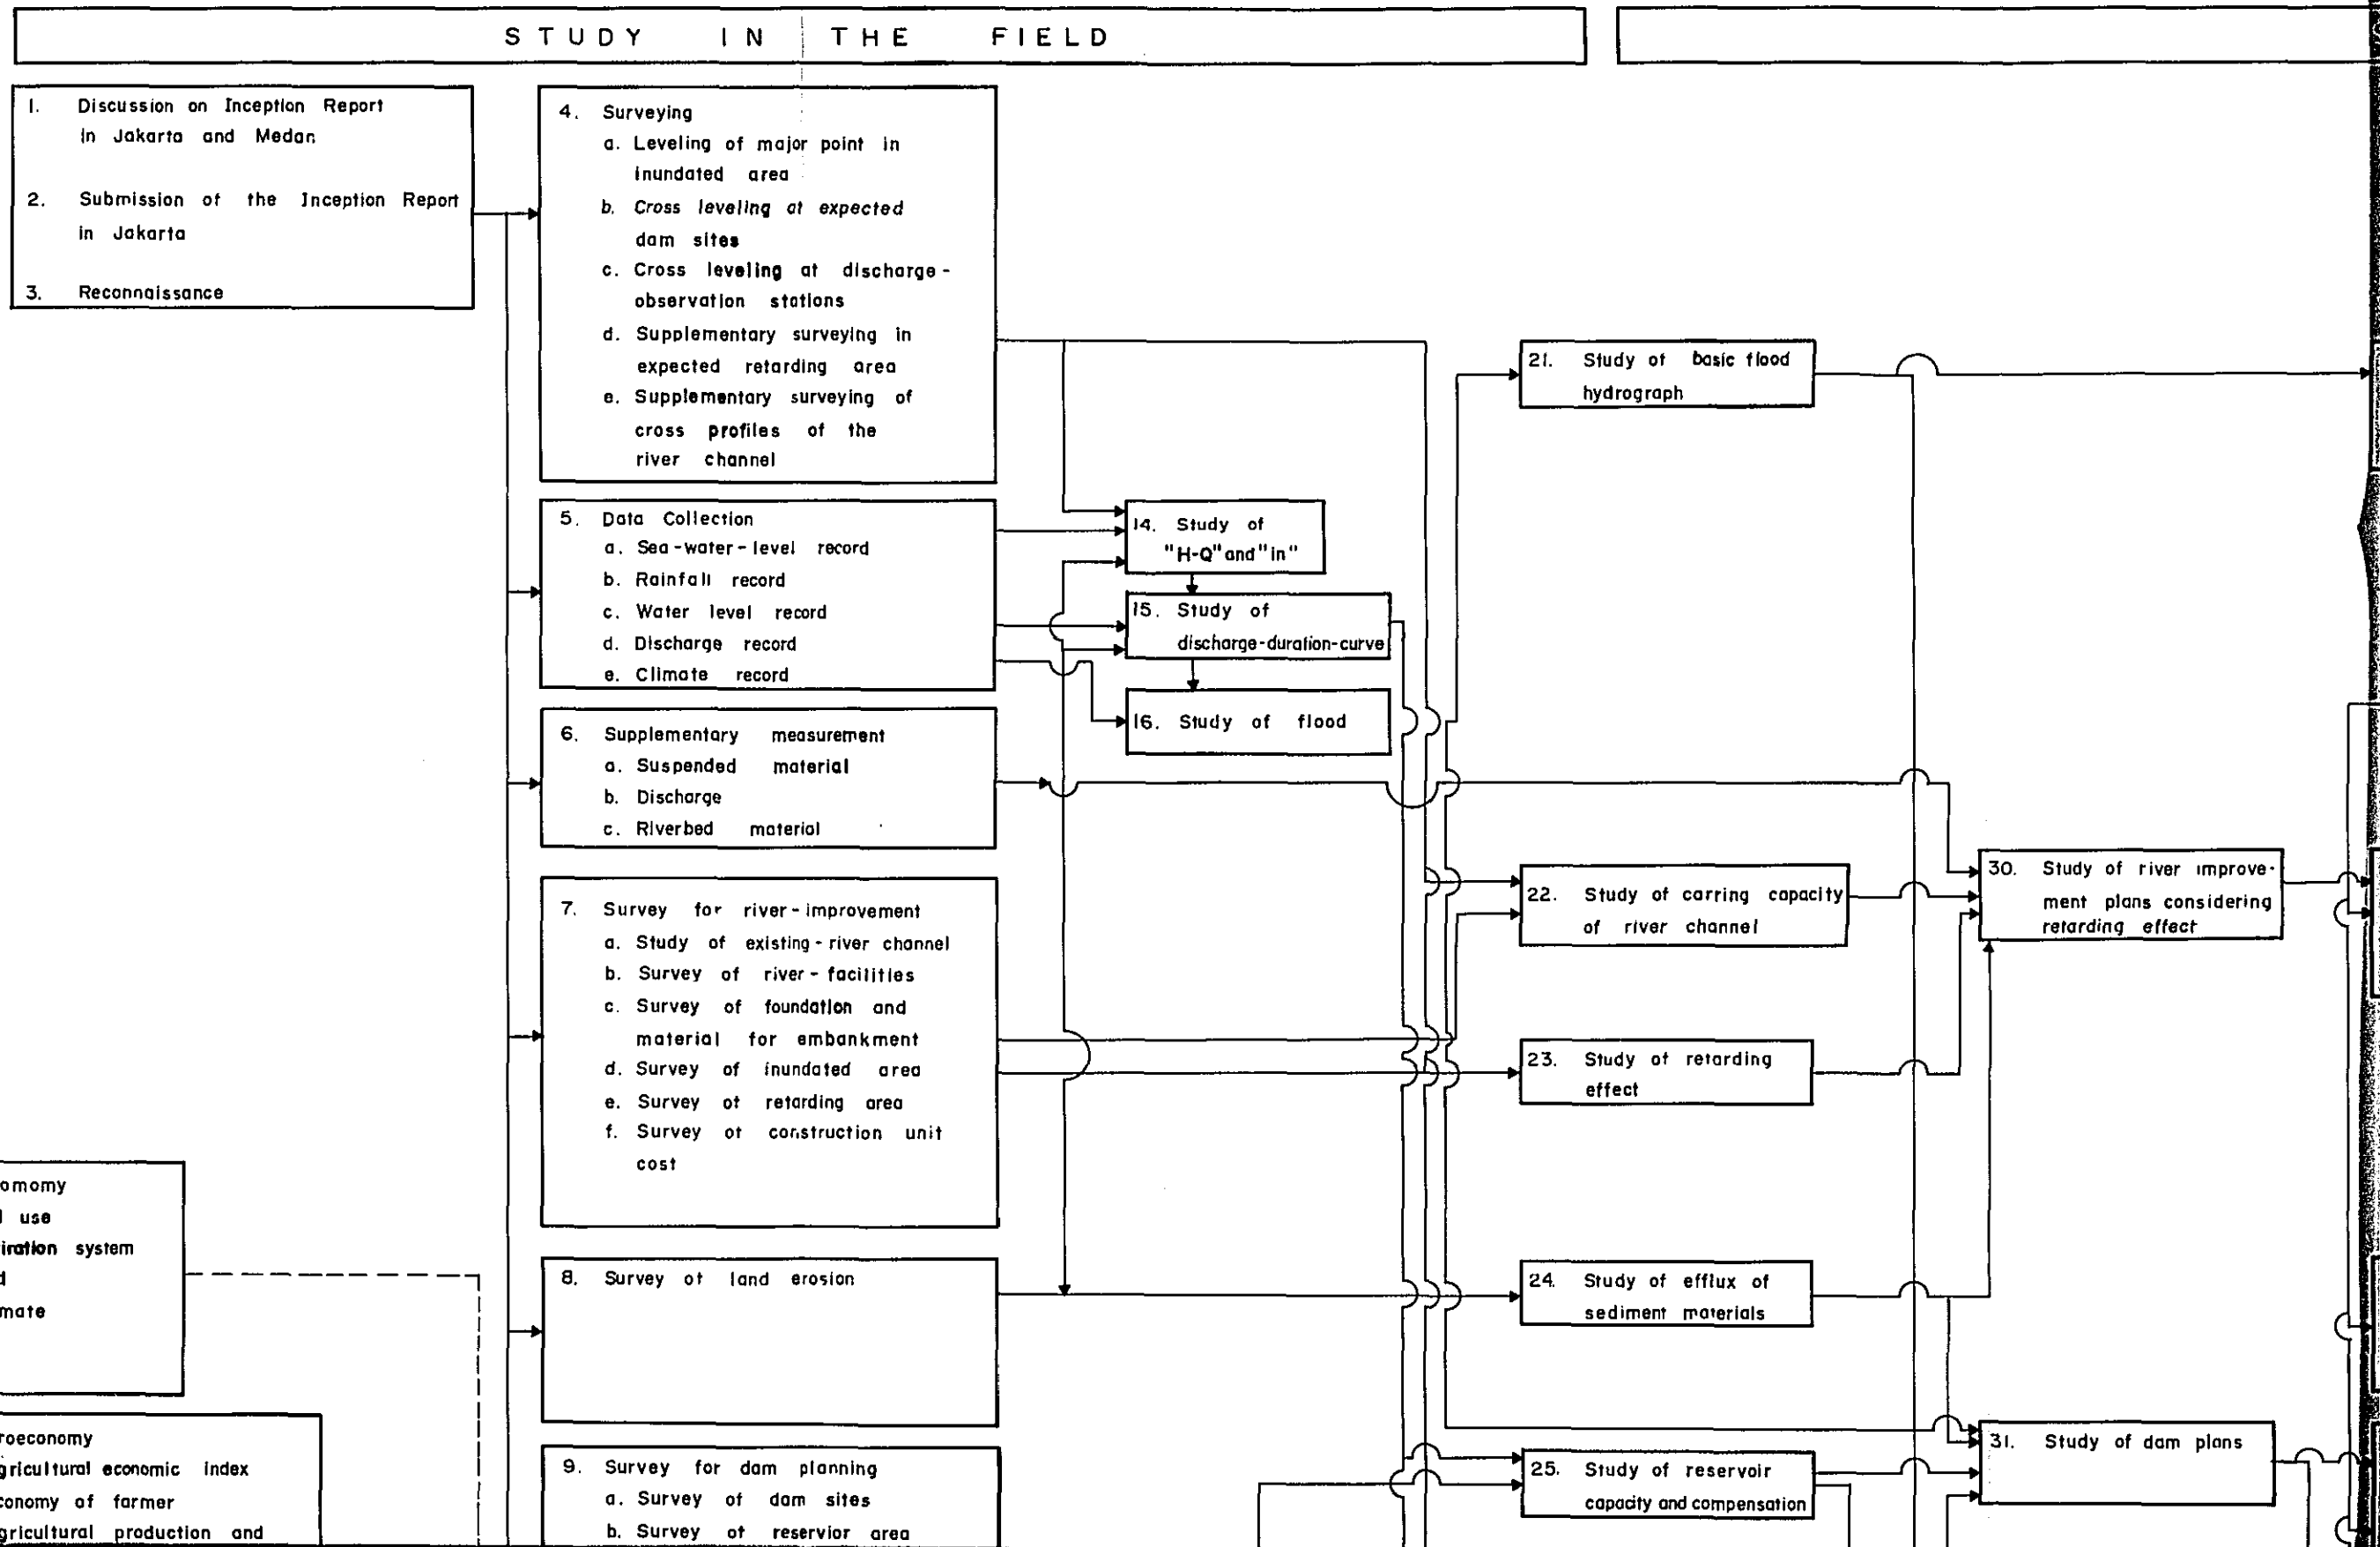 STUDY IN THE FIELD
1. Discussion on Inception Report
in Jakarta and Medan
2. Submission of the Inception Report
in Jakarta
3. Reconnaissance
4. Surveying
a. Leveling of major point in
inundated area
b. Cross leveling at expected
dam sites
c. Cross leveling at discharge-
observation stations
d. Supplementary surveying in
expected retarding area
e. Supplementary surveying of
cross profiles of the
river channel
5. Data Collection
a. Sea-water-level record
b. Rainfall record
c. Water level record
d. Discharge record
e. Climate record
6. Supplementary measurement
a. Suspended material
b. Discharge
c. Riverbed material
7. Survey for river-improvement
a. Study of existing-river channel
b. Survey of river-facilities
c. Survey of foundation and
material for embankment
d. Survey of inundated area
e. Survey of retarding area
f. Survey of construction unit
cost
8. Survey of land erosion
9. Survey for dam planning
a. Survey of dam sites
b. Survey of reservior area
omomy
use
iration system
mate
roeconomy
gricultural economic index
conomy of farmer
gricultural production and
14. Study of
"H-Q" and "in"
15. Study of
discharge-duration-curve
16. Study of flood
21. Study of basic flood
hydrograph
22. Study of carring capacity
of river channel
23. Study of retarding
effect
24. Study of efflux of
sediment materials
25. Study of reservoir
capacity and compensation
30. Study of river improve-
ment plans considering
retarding effect
31. Study of dam plans